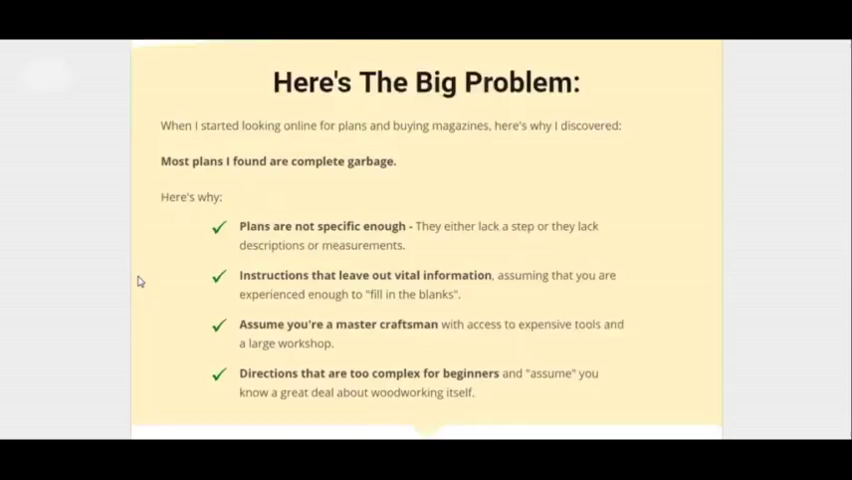 Here's The Big Problem:
When I started looking online for plans and buying magazines, here's why I discovered:
Most plans I found are complete garbage.
Here's why:
Plans are not specific enough - They either lack a step or they lack
descriptions or measurements.
Instructions that leave out vital information, assuming that you are
experienced enough to "fill in the blanks".
Assume you're a master craftsman with access to expensive tools and
a large workshop.
Directions that are too complex for beginners and "assume" you
know a great deal about woodworking itself.